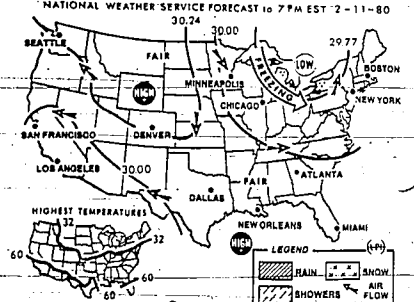 NATIONAL WEATHER SERVICE FORECAST to 7 PM EST 2-11-80
30.24
30.00
29.77
SEATTLE
FAIR
LOW
FREEZING
BOSTON
MINNEAPOLIS
HIGH
NEW YORK
CHICAGO
SAN FRANCISCO
DENVER
LOS ANGELES
30.00
FAIR
ATLANTA
DALLAS
HIGHEST TEMPERATURES
32
NEW ORLEANS
MIAMI
32
HIGH
LEGEND
UPI
60
60
RAIN
SNOW
60
60
SHOWERS
AIR
FLOW